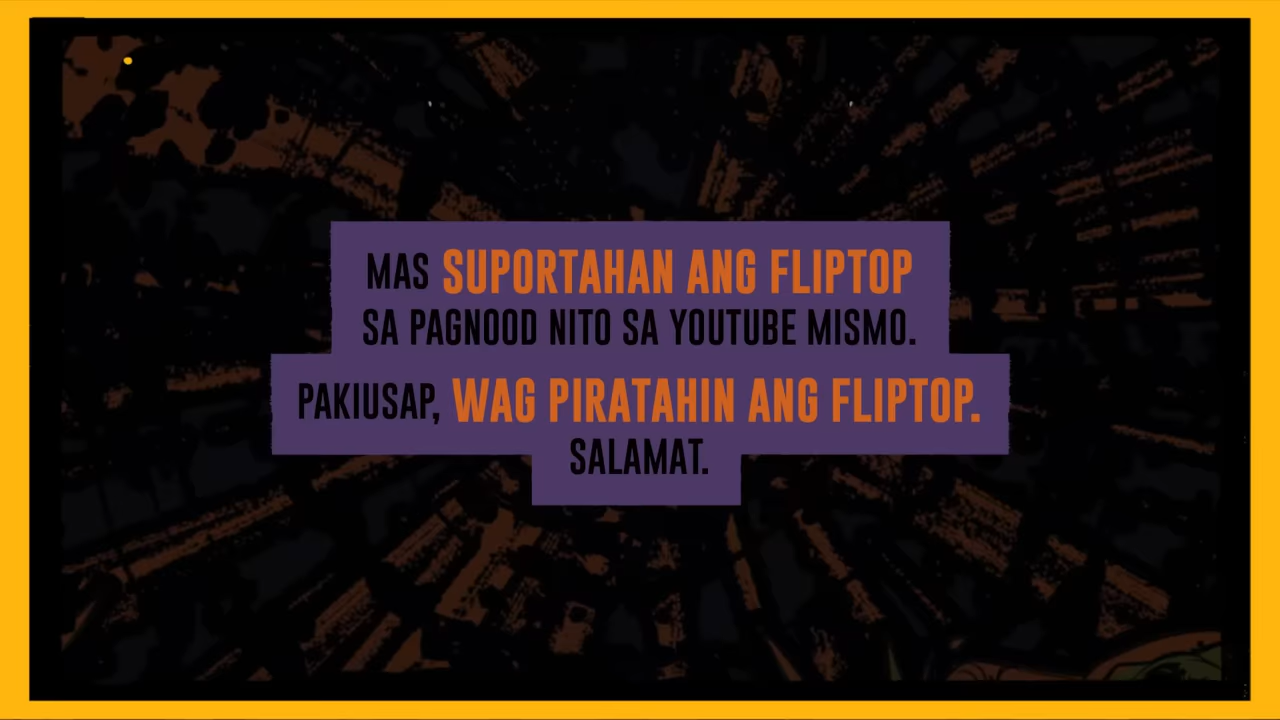 MAS SUPORTAHAN ANG FLIPTOP
SA PAGNOOD NITO SA YOUTUBE MISMO.
PAKIUSAP, WAG PIRATAHIN ANG FLIPTOP.
SALAMAT.